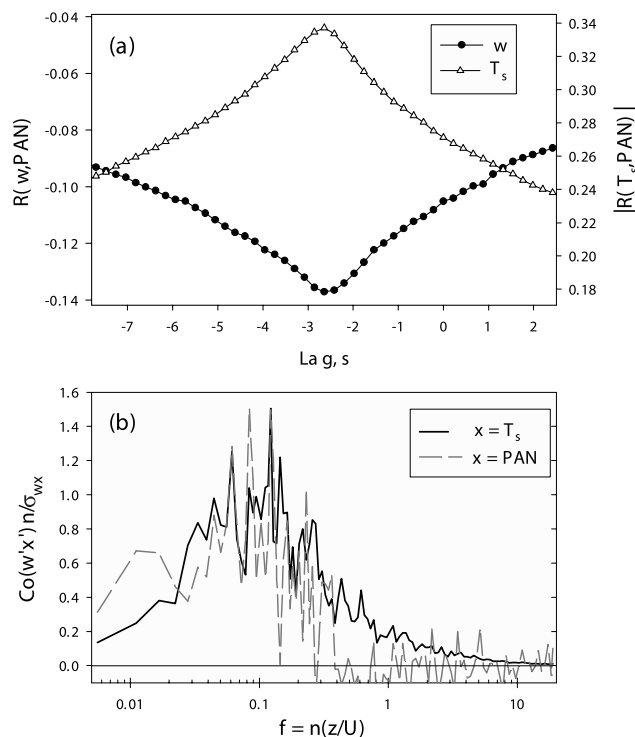 (a)
w
T_s
-0.04
-0.06
-0.08
-0.10
-0.12
-0.14
R( w,P AN)
0.34
0.32
0.30
0.28
0.26
0.24
0.22
0.20
0.18
|R( T_s,P AN) |
-7 -6 -5 -4 -3 -2 -1 0 1 2
La g, s
(b)
x = T_s
x = PAN
1.6
1.4
1.2
1.0
0.8
0.6
0.4
0.2
0.0
Co(w'x') n/σ_wx
0.01 0.1 1 10
f = n(z/U)